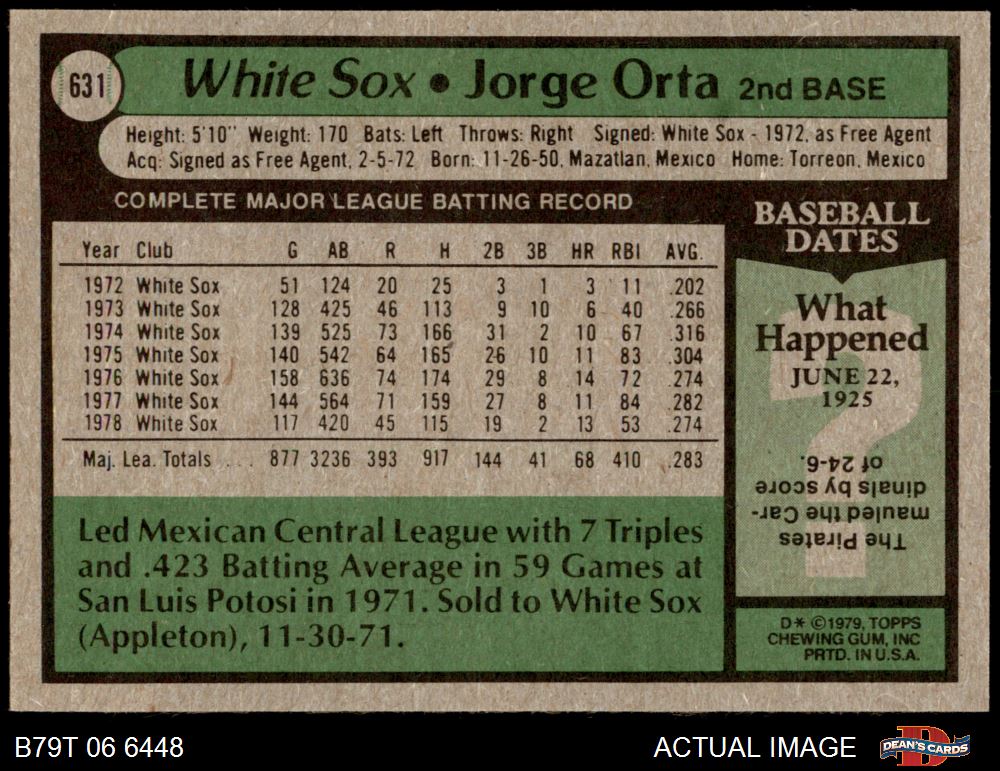 631
White Sox • Jorge Orta 2nd BASE
Height: 5'10" Weight: 170 Bats: Left Throws: Right Signed: White Sox - 1972, as Free Agent
Acq: Signed as Free Agent, 2-5-72 Born: 11-26-50, Mazatlan, Mexico Home: Torreon, Mexico
COMPLETE MAJOR LEAGUE BATTING RECORD
Year Club G AB R H 2B 3B HR RBI AVG.
1972 White Sox 51 124 20 25 3 1 3 11 .202
1973 White Sox 128 425 46 113 9 10 6 40 .266
1974 White Sox 139 525 73 166 31 2 10 67 .316
1975 White Sox 140 542 64 165 26 10 11 83 .304
1976 White Sox 158 636 74 174 29 8 14 72 .274
1977 White Sox 144 564 71 159 27 8 11 84 .282
1978 White Sox 117 420 45 115 19 2 13 53 .274
Maj. Lea. Totals . . . 877 3236 393 917 144 41 68 410 .283
Led Mexican Central League with 7 Triples
and .423 Batting Average in 59 Games at
San Luis Potosi in 1971. Sold to White Sox
(Appleton), 11-30-71.
BASEBALL
DATES
What
Happened
JUNE 22,
1925
?
The Pirates
mauled the Car-
dinals by score
of 24-6.
D* ©1979, TOPPS
CHEWING GUM, INC
PRTD. IN U.S.A.
B79T 06 6448
ACTUAL IMAGE
D
DEAN'S CARDS